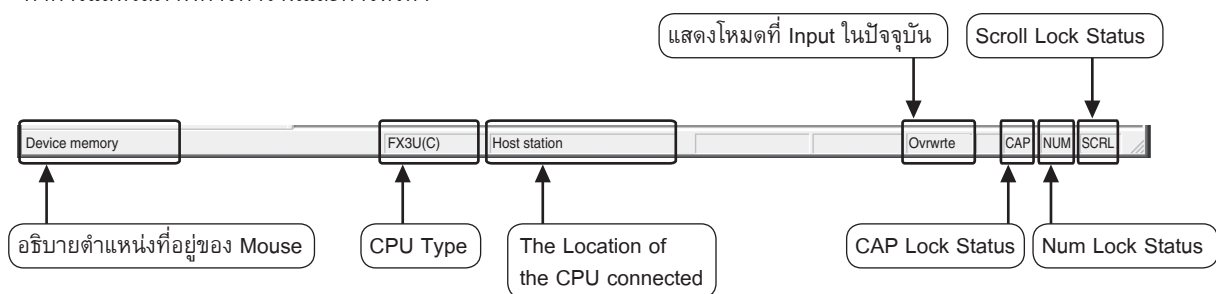 แสดงโหมดที่ Input ในปัจจุบัน
Scroll Lock Status
Device memory
FX3U(C)
Host station
Ovrwrte
CAP
NUM
SCRL
อธิบายตำแหน่งที่อยู่ของ Mouse
CPU Type
The Location of
the CPU connected
CAP Lock Status
Num Lock Status